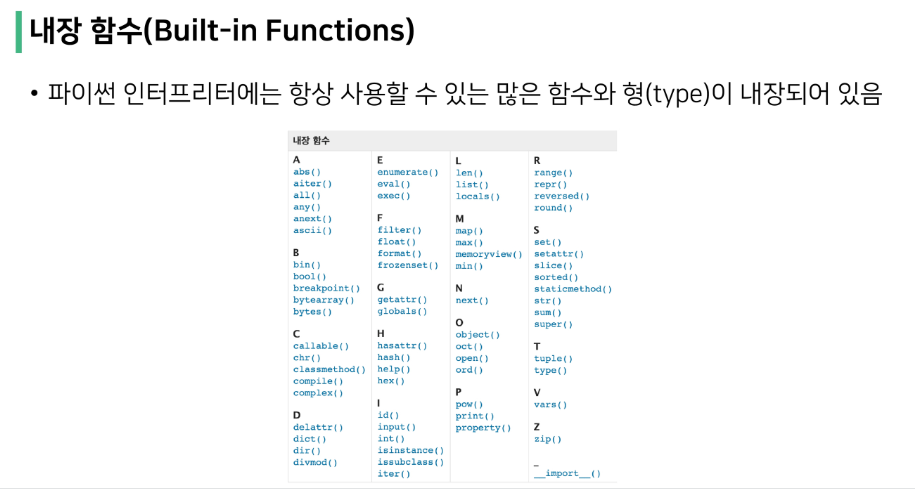 내장 함수(Built-in Functions)
• 파이썬 인터프리터에는 항상 사용할 수 있는 많은 함수와 형(type)이 내장되어 있음
내장 함수
A
abs()
aiter()
all()
any()
anext()
ascii()
B
bin()
bool()
breakpoint()
bytearray()
bytes()
C
callable()
chr()
classmethod()
compile()
complex()
D
delattr()
dict()
dir()
divmod()
E
enumerate()
eval()
exec()
F
filter()
float()
format()
frozenset()
G
getattr()
globals()
H
hasattr()
hash()
help()
hex()
I
id()
input()
int()
isinstance()
issubclass()
iter()
L
len()
list()
locals()
M
map()
max()
memoryview()
min()
N
next()
O
object()
oct()
open()
ord()
P
pow()
print()
property()
R
range()
repr()
reversed()
round()
S
set()
setattr()
slice()
sorted()
staticmethod()
str()
sum()
super()
T
tuple()
type()
V
vars()
Z
zip()
_
__import__()